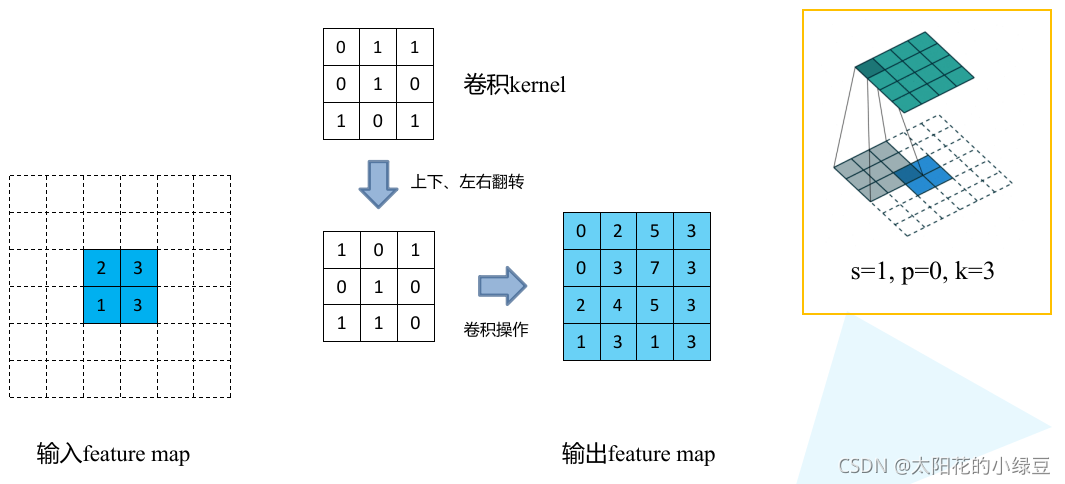 0 1 1
0 1 0
1 0 1
卷积kernel
上下、左右翻转
2 3
1 3
1 0 1
0 1 0
1 1 0
卷积操作
0 2 5 3
0 3 7 3
2 4 5 3
1 3 1 3
s=1, p=0, k=3
输入feature map
输出feature map
CSDN @太阳花的小绿豆